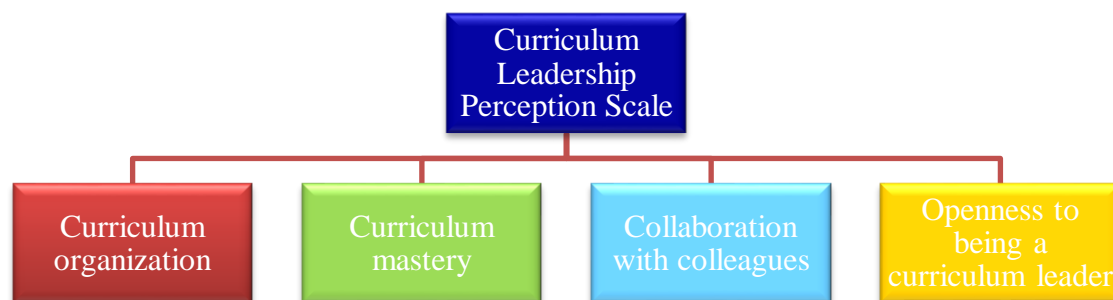 Curriculum
Leadership
Perception Scale
Curriculum
organization
Curriculum
mastery
Collaboration
with colleagues
Openness to
being a
curriculum leader